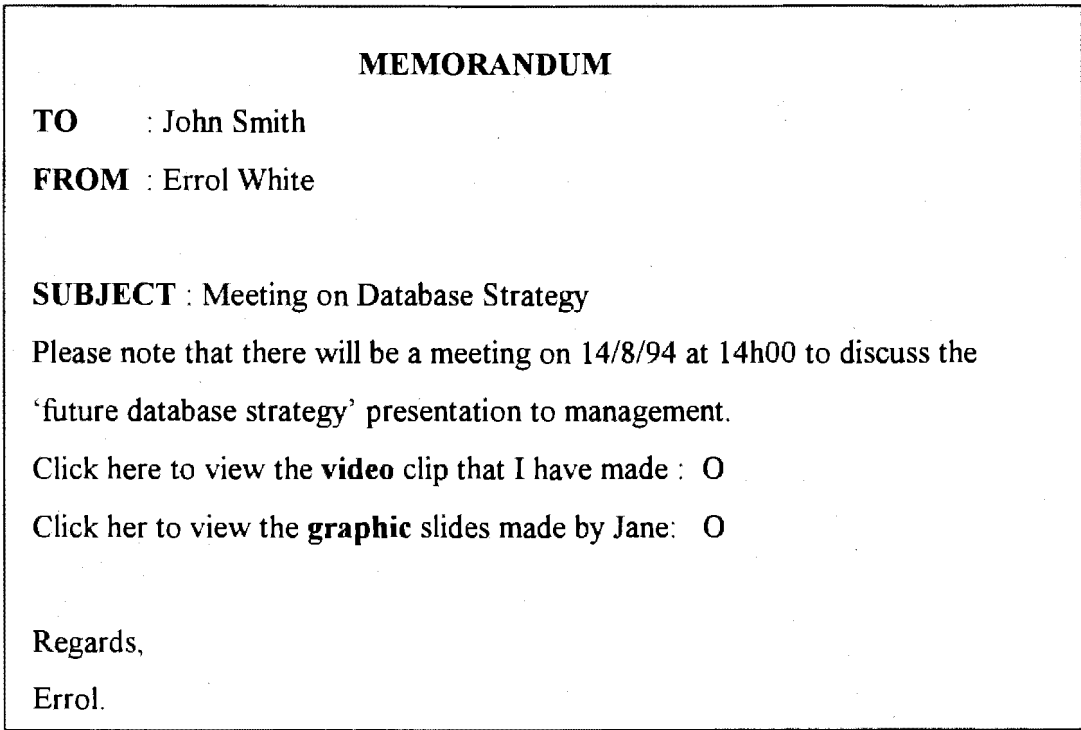 MEMORANDUM
TO : John Smith
FROM : Errol White
SUBJECT : Meeting on Database Strategy
Please note that there will be a meeting on 14/8/94 at 14h00 to discuss the
‘future database strategy’ presentation to management.
Click here to view the video clip that I have made : O
Click her to view the graphic slides made by Jane: O
Regards,
Errol.